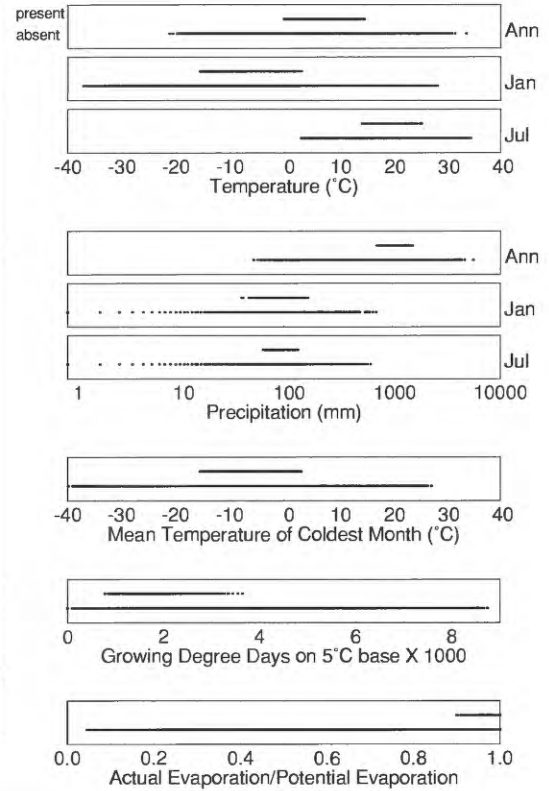 present
absent
Ann
Jan
Jul
-40 -30 -20 -10 0 10 20 30 40
Temperature (˚C)
Ann
Jan
Jul
1 10 100 1000 10000
Precipitation (mm)
-40 -30 -20 -10 0 10 20 30 40
Mean Temperature of Coldest Month (˚C)
0 2 4 6 8
Growing Degree Days on 5˚C base X 1000
0.0 0.2 0.4 0.6 0.8 1.0
Actual Evaporation/Potential Evaporation